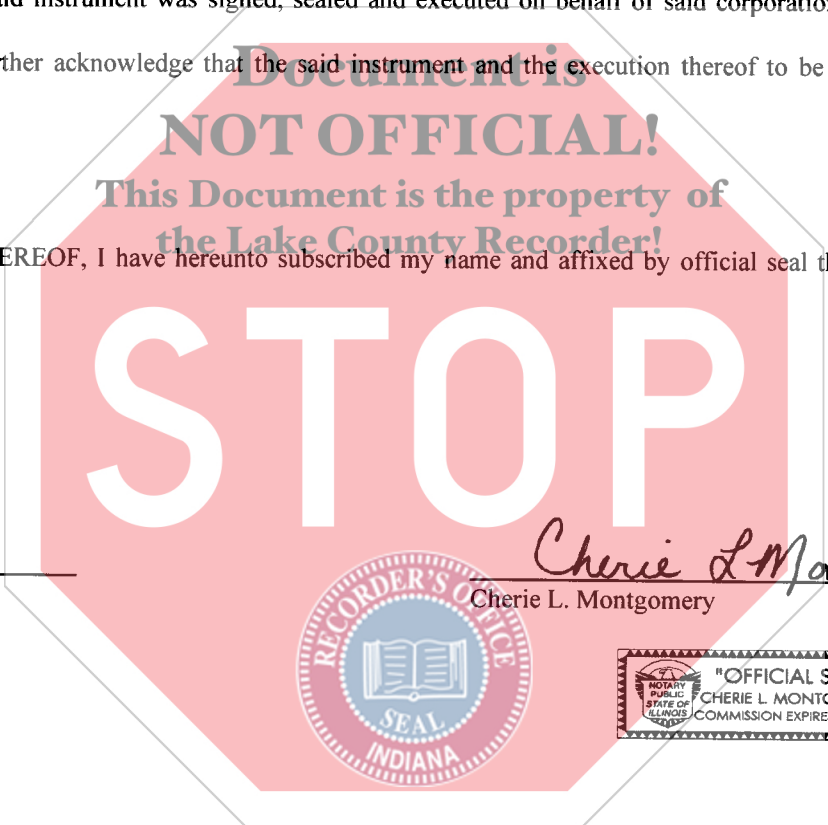 id instrument was signed, sealed and executed on behalf of said corporation
Document is
ther acknowledge that the said instrument and the execution thereof to be
NOT OFFICIAL!
This Document is the property of
the Lake County Recorder!
EREOF, I have hereunto subscribed my name and affixed by official seal th
STOP
Cherie L Mo
Cherie L. Montgomery
RECORDER'S OFFICE
SEAL
INDIANA
NOTARY
PUBLIC
STATE OF
ILLINOIS
"OFFICIAL S
CHERIE L. MONTG
COMMISSION EXPIRE